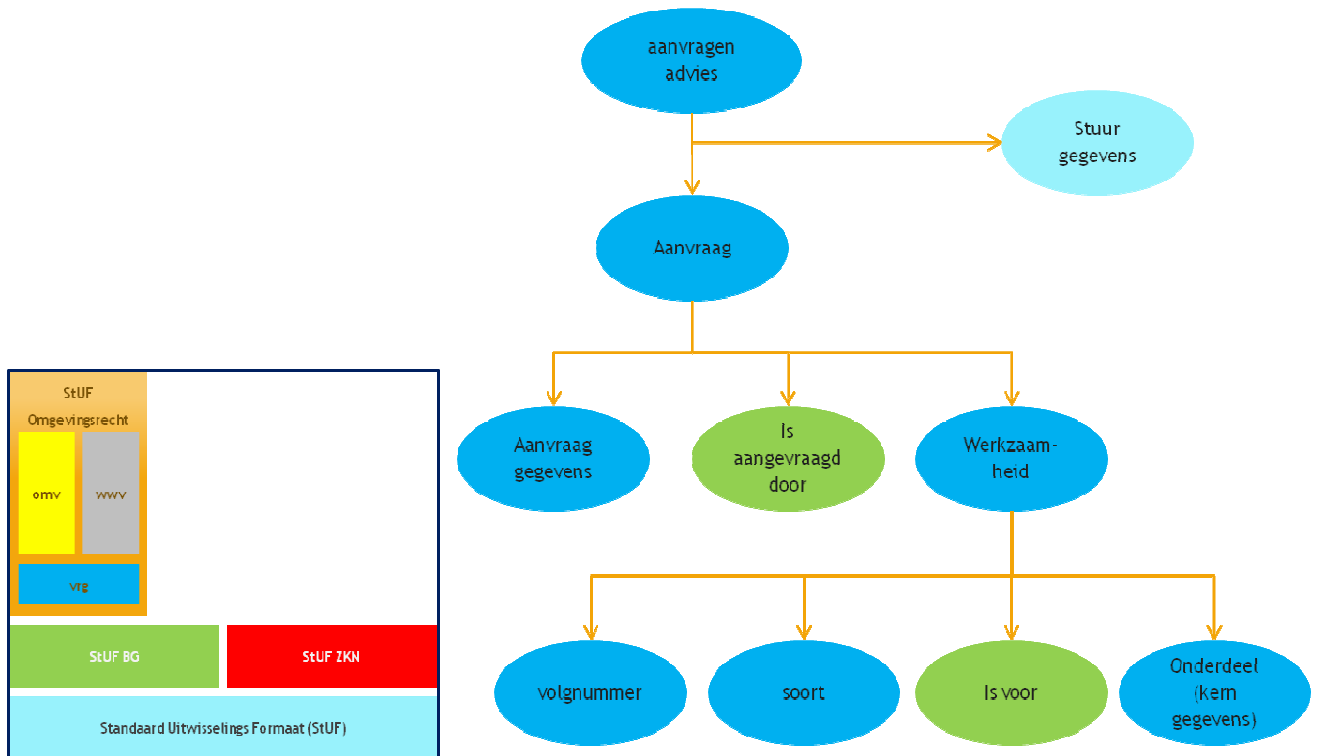 aanvragen
advies
Stuur
gegevens
Aanvraag
Aanvraag
gegevens
Is
aangevraagd
door
Werkzaam-
heid
volgnummer
soort
Is voor
Onderdeel
(kern
gegevens)
StUF
Omgevingsrecht
omv
wwv
vrg
StUF BG
StUF ZKN
Standaard Uitwisselings Formaat (StUF)